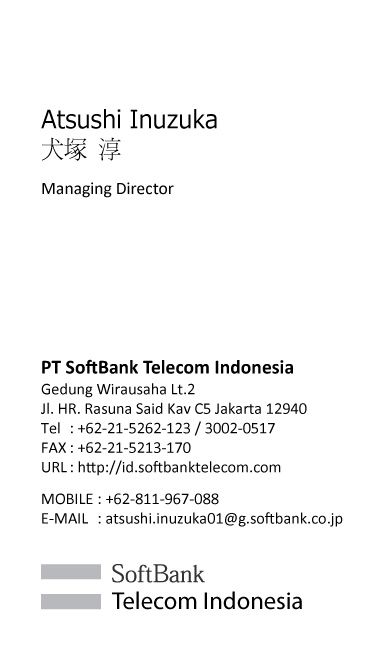 Atsushi Inuzuka
犬塚 淳
Managing Director
PT SoftBank Telecom Indonesia
Gedung Wirausaha Lt.2
Jl. HR. Rasuna Said Kav C5 Jakarta 12940
Tel : +62-21-5262-123 / 3002-0517
FAX : +62-21-5213-170
URL : http://id.softbanktelecom.com
MOBILE : +62-811-967-088
E-MAIL : atsushi.inuzuka01@g.softbank.co.jp
SoftBank
Telecom Indonesia